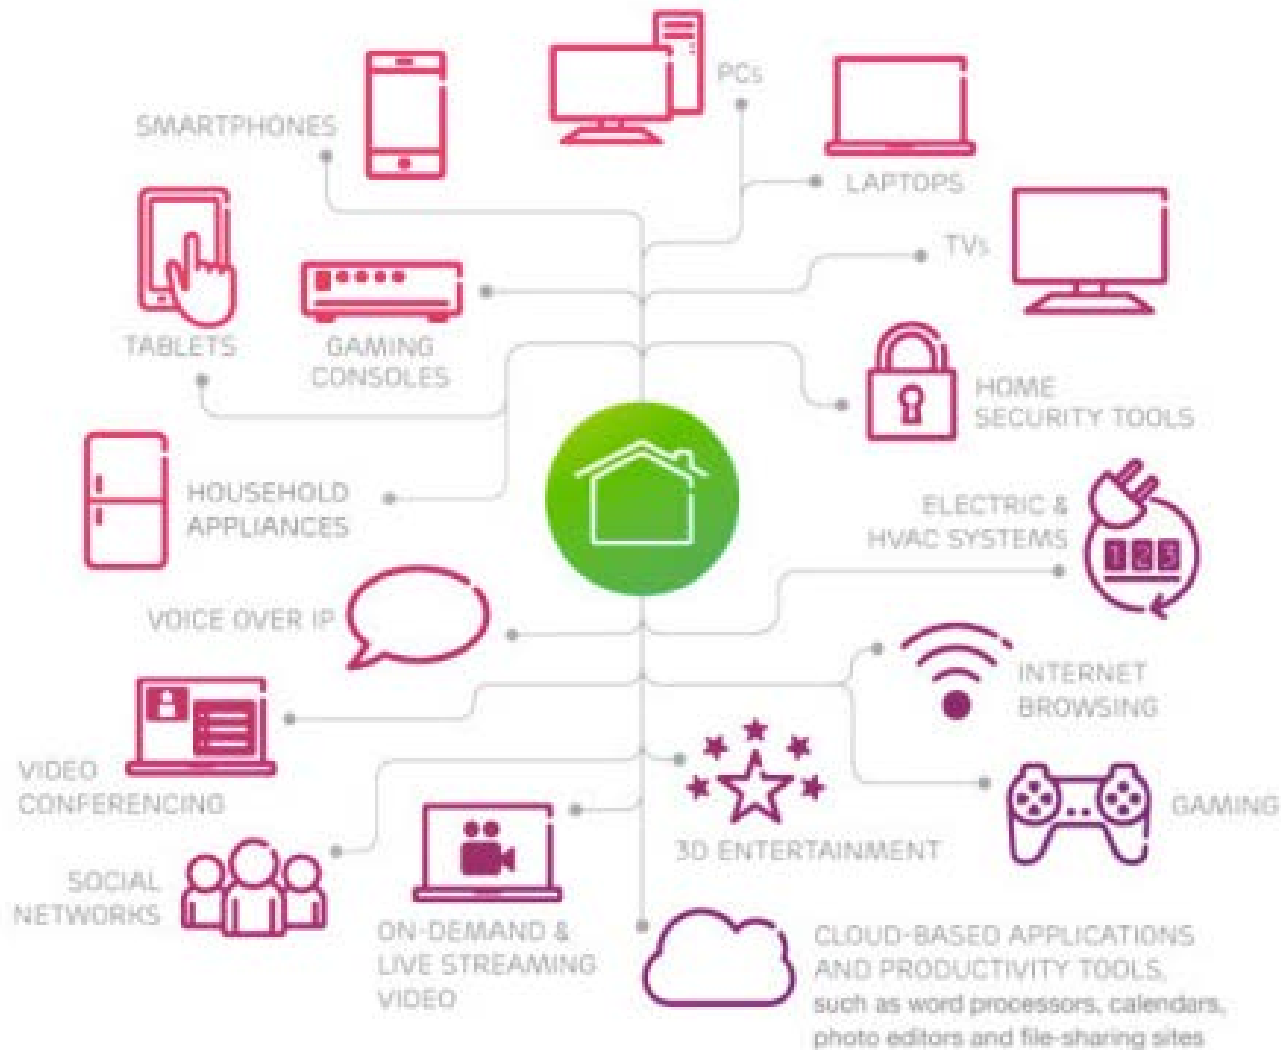 PCs
SMARTPHONES
LAPTOPS
TVs
TABLETS
GAMING
CONSOLES
HOME
SECURITY TOOLS
HOUSEHOLD
APPLIANCES
ELECTRIC &
HVAC SYSTEMS
123
VOICE OVER IP
INTERNET
BROWSING
VIDEO
CONFERENCING
GAMING
3D ENTERTAINMENT
SOCIAL
NETWORKS
ON-DEMAND &
LIVE STREAMING
VIDEO
CLOUD-BASED APPLICATIONS
AND PRODUCTIVITY TOOLS,
such as word processors, calendars,
photo editors and file-sharing sites